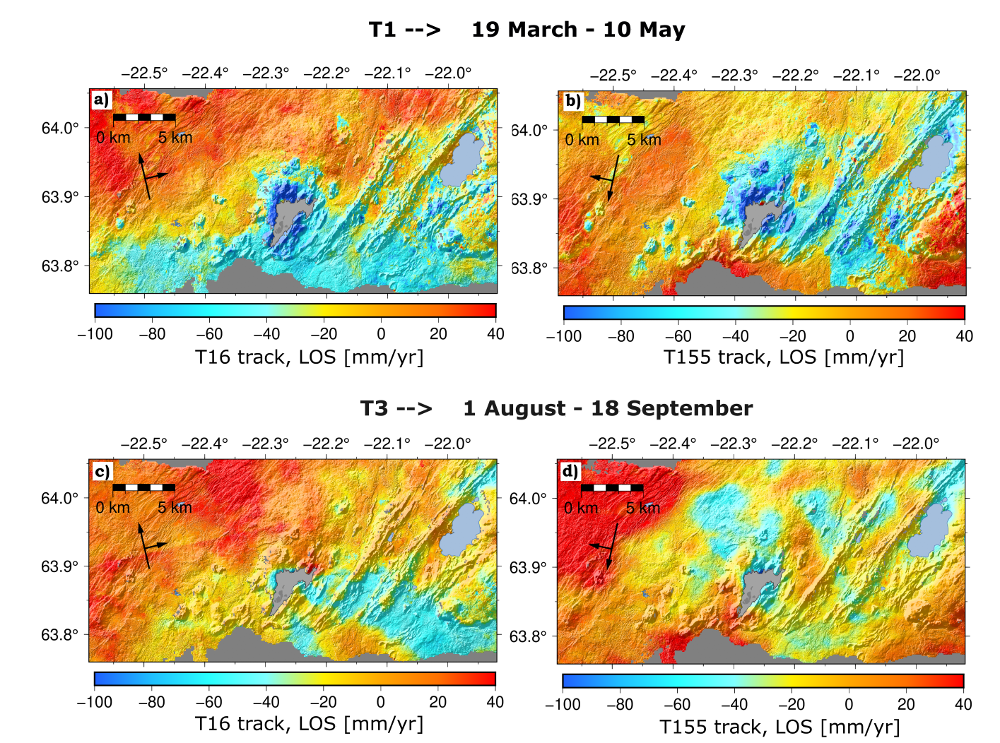 T1 --> 19 March - 10 May
−22.5° −22.4° −22.3° −22.2° −22.1° −22.0°
−22.5° −22.4° −22.3° −22.2° −22.1° −22.0°
a)
0 km 5 km
64.0°
63.9°
63.8°
b)
0 km 5 km
64.0°
63.9°
63.8°
−100 −80 −60 −40 −20 0 20 40
T16 track, LOS [mm/yr]
−100 −80 −60 −40 −20 0 20 40
T155 track, LOS [mm/yr]
T3 --> 1 August - 18 September
−22.5° −22.4° −22.3° −22.2° −22.1° −22.0°
−22.5° −22.4° −22.3° −22.2° −22.1° −22.0°
c)
0 km 5 km
64.0°
63.9°
63.8°
d)
0 km 5 km
64.0°
63.9°
63.8°
−100 −80 −60 −40 −20 0 20 40
T16 track, LOS [mm/yr]
−100 −80 −60 −40 −20 0 20 40
T155 track, LOS [mm/yr]